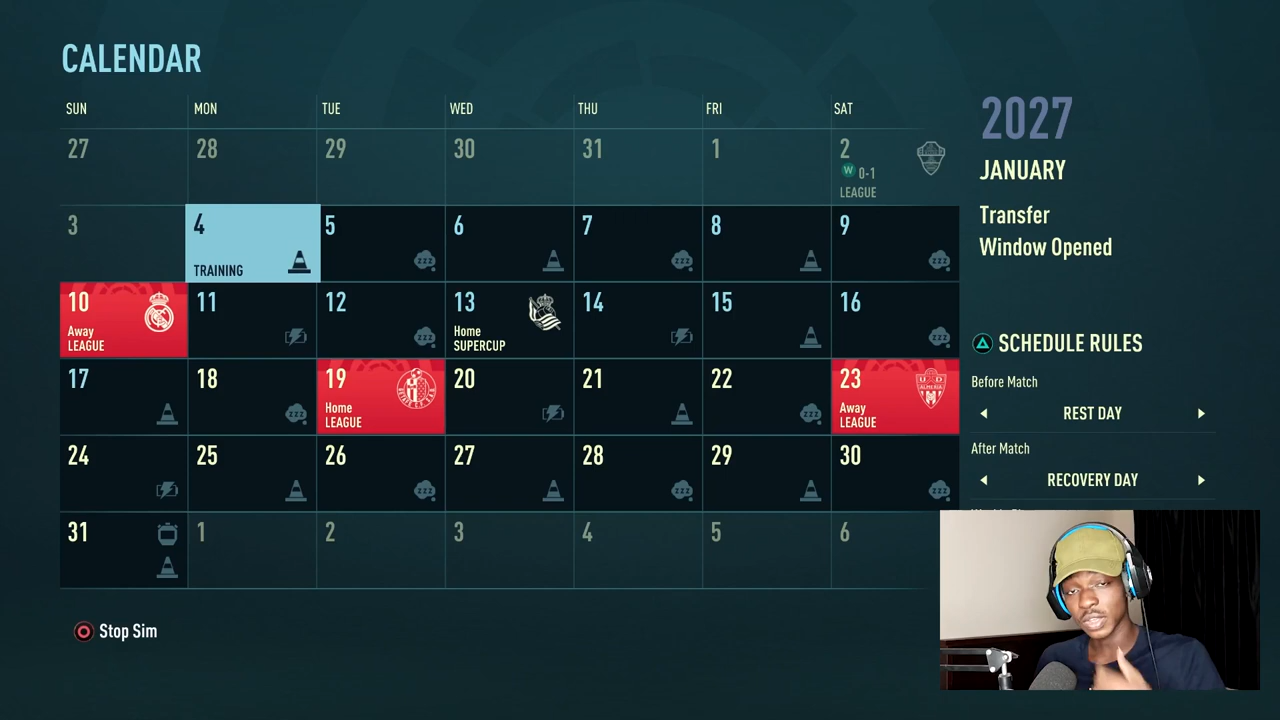 CALENDAR
SUN MON TUE WED THU FRI SAT
27 28 29 30 31 1 2
W 0-1
LEAGUE
3 4 5 6 7 8 9
TRAINING
10 11 12 13 14 15 16
Away
LEAGUE
Home
SUPERCUP
17 18 19 20 21 22 23
Home
LEAGUE
Away
LEAGUE
24 25 26 27 28 29 30
31 1 2 3 4 5 6
Stop Sim
2027
JANUARY
Transfer
Window Opened
SCHEDULE RULES
Before Match
REST DAY
After Match
RECOVERY DAY